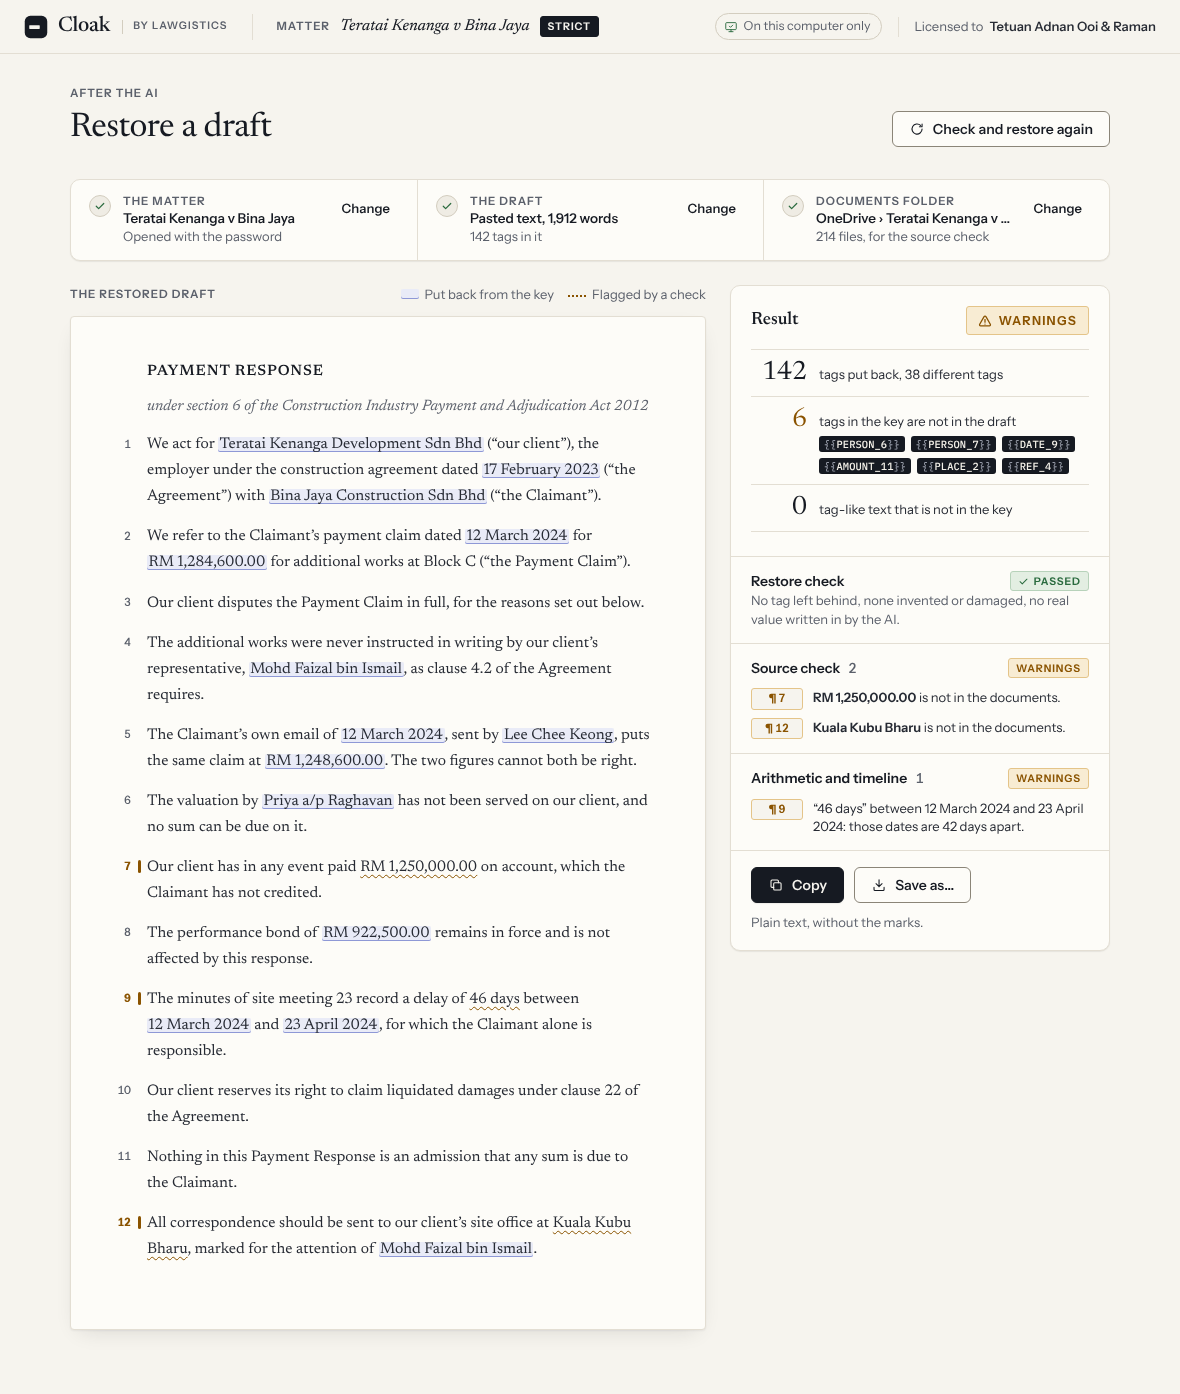 Cloak BY LAWGISTICS MATTER Teratai Kenanga v Bina Jaya STRICT On this computer only Licensed to Tetuan Adnan Ooi & Raman
AFTER THE AI
Restore a draft
Check and restore again
THE MATTER
Teratai Kenanga v Bina Jaya
Opened with the password
Change
THE DRAFT
Pasted text, 1,912 words
142 tags in it
Change
DOCUMENTS FOLDER
OneDrive › Teratai Kenanga v ...
214 files, for the source check
Change
THE RESTORED DRAFT Put back from the key Flagged by a check
PAYMENT RESPONSE
under section 6 of the Construction Industry Payment and Adjudication Act 2012
1 We act for Teratai Kenanga Development Sdn Bhd (“our client”), the
employer under the construction agreement dated 17 February 2023 (“the
Agreement”) with Bina Jaya Construction Sdn Bhd (“the Claimant”).
2 We refer to the Claimant’s payment claim dated 12 March 2024 for
RM 1,284,600.00 for additional works at Block C (“the Payment Claim”).
3 Our client disputes the Payment Claim in full, for the reasons set out below.
4 The additional works were never instructed in writing by our client’s
representative, Mohd Faizal bin Ismail, as clause 4.2 of the Agreement
requires.
5 The Claimant’s own email of 12 March 2024, sent by Lee Chee Keong, puts
the same claim at RM 1,248,600.00. The two figures cannot both be right.
6 The valuation by Priya a/p Raghavan has not been served on our client, and
no sum can be due on it.
7 Our client has in any event paid RM 1,250,000.00 on account, which the
Claimant has not credited.
8 The performance bond of RM 922,500.00 remains in force and is not
affected by this response.
9 The minutes of site meeting 23 record a delay of 46 days between
12 March 2024 and 23 April 2024, for which the Claimant alone is
responsible.
10 Our client reserves its right to claim liquidated damages under clause 22 of
the Agreement.
11 Nothing in this Payment Response is an admission that any sum is due to
the Claimant.
12 All correspondence should be sent to our client’s site office at Kuala Kubu
Bharu, marked for the attention of Mohd Faizal bin Ismail.
Result WARNINGS
142 tags put back, 38 different tags
6 tags in the key are not in the draft
{{PERSON_6}} {{PERSON_7}} {{DATE_9}}
{{AMOUNT_11}} {{PLACE_2}} {{REF_4}}
0 tag-like text that is not in the key
Restore check PASSED
No tag left behind, none invented or damaged, no real
value written in by the AI.
Source check 2 WARNINGS
¶ 7 RM 1,250,000.00 is not in the documents.
¶ 12 Kuala Kubu Bharu is not in the documents.
Arithmetic and timeline 1 WARNINGS
¶ 9 “46 days” between 12 March 2024 and 23 April
2024: those dates are 42 days apart.
Copy Save as...
Plain text, without the marks.